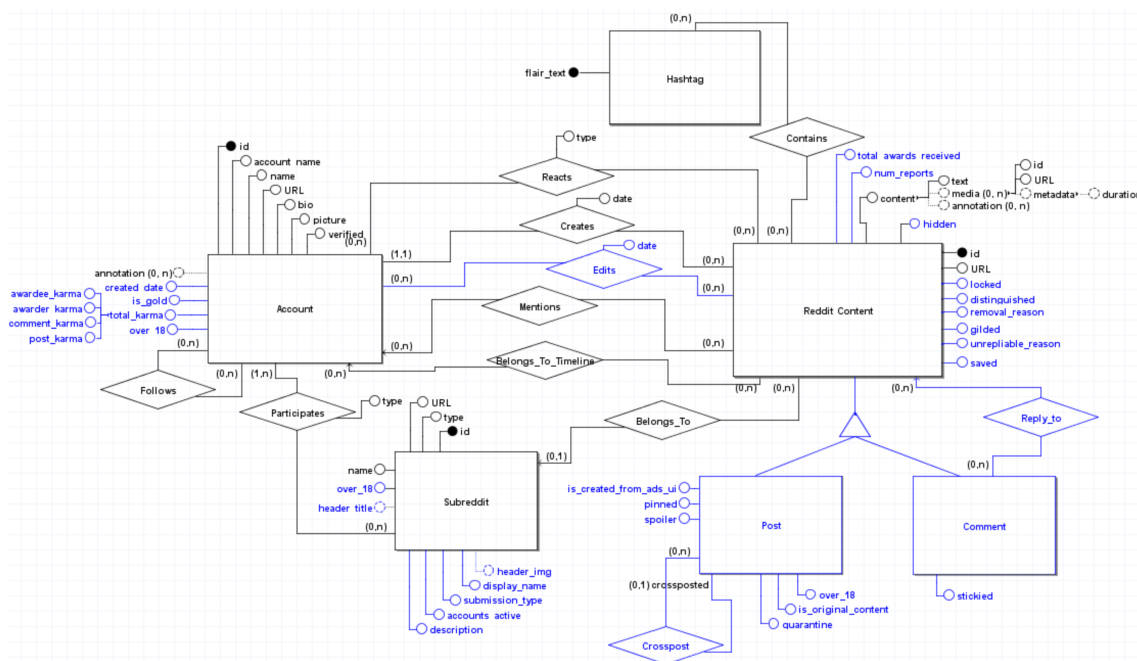 (0,n)
flair_text
Hashtag
Contains
type
Reacts
id
account name
name
URL
bio
picture
verified
(0,n)
date
Creates
(1,1)
(0,n)
date
Edits
(0,n)
(0,n)
Mentions
(0,n)
(0,n)
Belongs_To_Timeline
(0,n)
(0,n)
annotation (0, n)
created date
is_gold
total_karma
over 18
awardee_karma
awarder karma
comment_karma
post_karma
Account
(0,n)
(0,n)
(1,n)
Follows
Participates
type
total awards received
num_reports
content
text
media (0, n)
annotation (0, n)
id
URL
metadata
duration
hidden
(0,n)
(0,n)
id
URL
locked
distinguished
removal_reason
gilded
unrepliable_reason
saved
Reddit Content
(0,n)
(0,n)
Reply_to
(0,n)
Belongs_To
(0,1)
URL
type
id
name
over_18
header title
Subreddit
(0,n)
header_img
display_name
submission_type
accounts active
description
is_created_from_ads_ui
pinned
spoiler
Post
Comment
(0,n)
(0,1) crossposted
over_18
is_original_content
quarantine
stickied
Crosspost